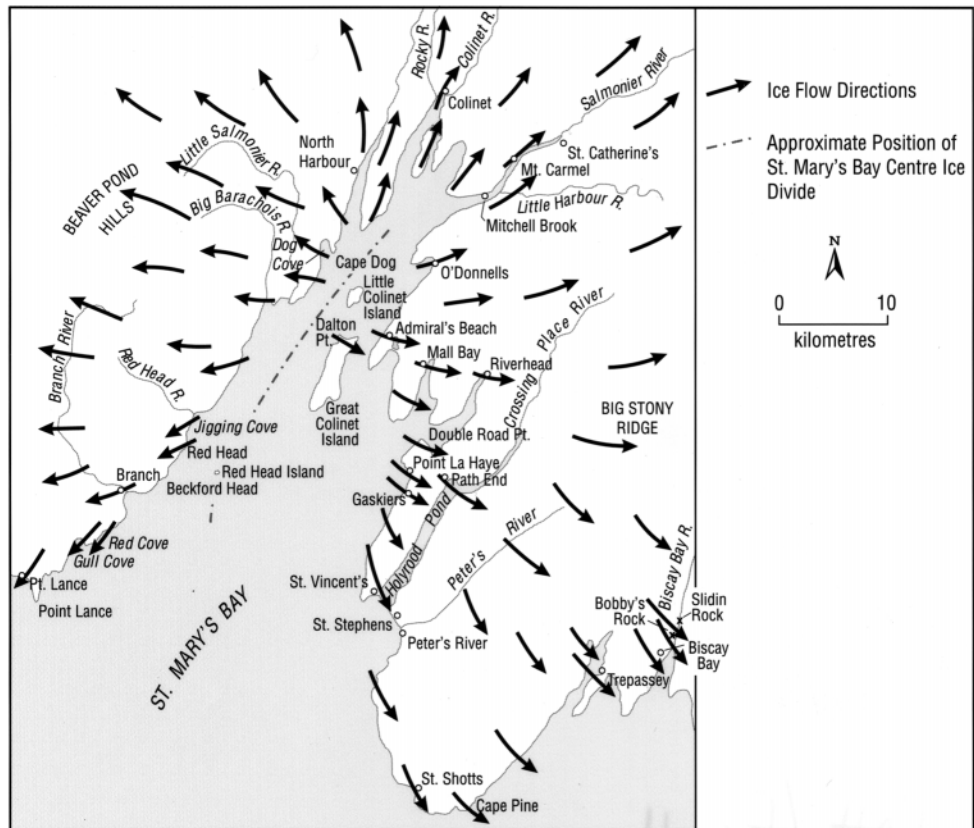 Rocky R.
Colinet R.
Colinet
Salmonier River
North
Harbour
Little Salmonier R.
St. Catherine's
Mt. Carmel
BEAVER POND
HILLS
Big Barachois R.
Little Harbour R.
Mitchell Brook
Dog
Cove
Cape Dog
O'Donnells
Little
Colinet
Island
Branch River
Dalton
Pt.
Admiral's Beach
Crossing Place River
Red Head R.
Mall Bay
Riverhead
Great
Colinet
Island
BIG STONY
RIDGE
Jigging Cove
Double Road Pt.
Red Head
Branch
Red Head Island
Point La Haye
Beckford Head
Path End
Gaskiers
Red Cove
Gull Cove
Holyrood Pond
Peter's River
Pt. Lance
Point Lance
St. Vincent's
Biscay Bay R.
Bobby's
Rock
Slidin
Rock
St. Stephens
ST. MARY'S BAY
Peter's River
Biscay
Bay
Trepassey
St. Shotts
Cape Pine
Ice Flow Directions
Approximate Position of
St. Mary's Bay Centre Ice
Divide
N
0 10
kilometres